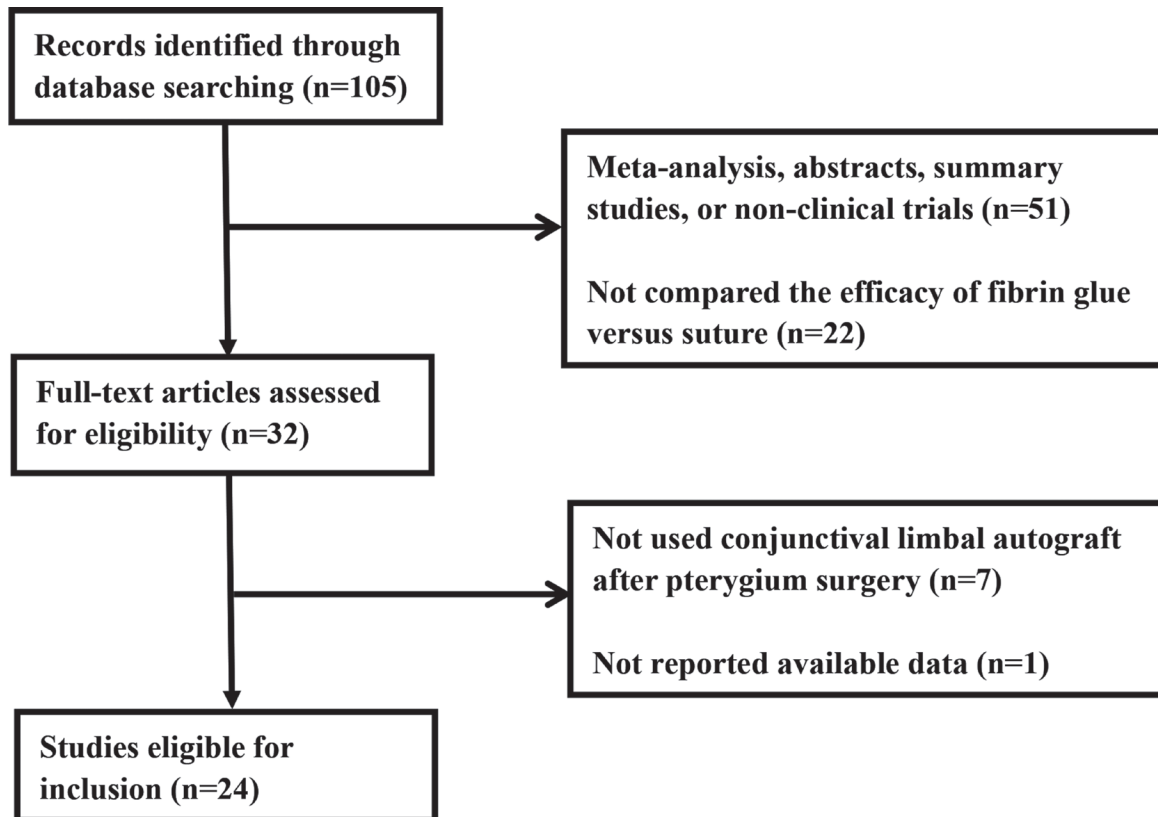 Records identified through
database searching (n=105)
Meta-analysis, abstracts, summary
studies, or non-clinical trials (n=51)
Not compared the efficacy of fibrin glue
versus suture (n=22)
Full-text articles assessed
for eligibility (n=32)
Not used conjunctival limbal autograft
after pterygium surgery (n=7)
Not reported available data (n=1)
Studies eligible for
inclusion (n=24)